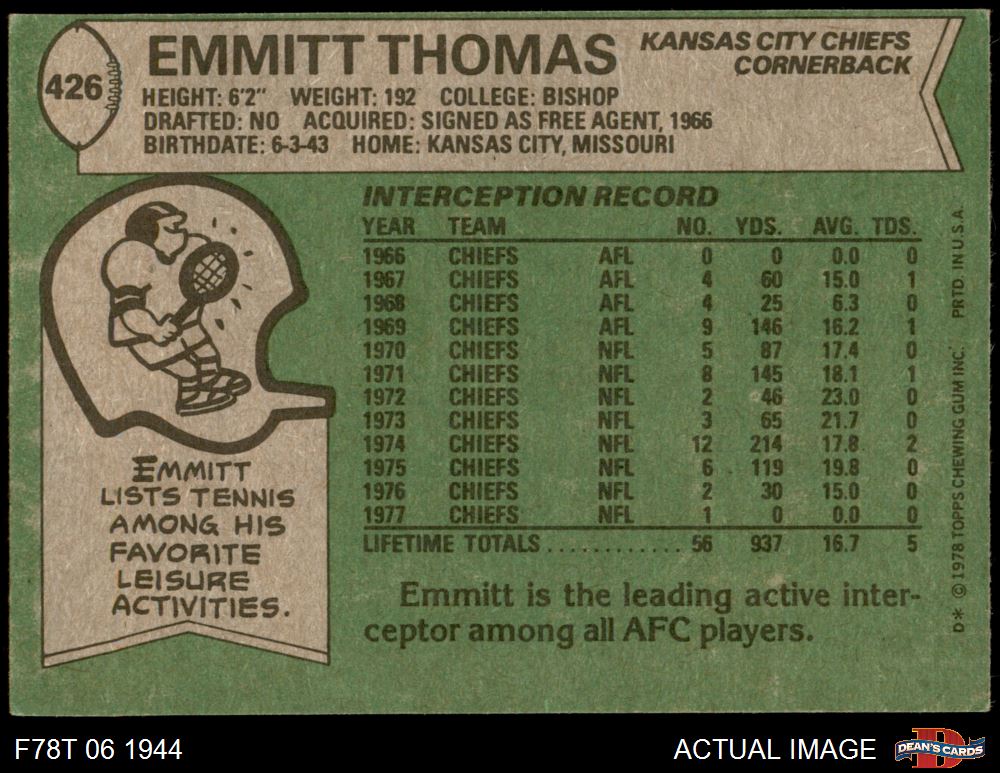 426
EMMITT THOMAS
KANSAS CITY CHIEFS
CORNERBACK
HEIGHT: 6'2" WEIGHT: 192 COLLEGE: BISHOP
DRAFTED: NO ACQUIRED: SIGNED AS FREE AGENT, 1966
BIRTHDATE: 6-3-43 HOME: KANSAS CITY, MISSOURI
INTERCEPTION RECORD
YEAR TEAM NO. YDS. AVG. TDS.
1966 CHIEFS AFL 0 0 0.0 0
1967 CHIEFS AFL 4 60 15.0 1
1968 CHIEFS AFL 4 25 6.3 0
1969 CHIEFS AFL 9 146 16.2 1
1970 CHIEFS NFL 5 87 17.4 0
1971 CHIEFS NFL 8 145 18.1 1
1972 CHIEFS NFL 2 46 23.0 0
1973 CHIEFS NFL 3 65 21.7 0
1974 CHIEFS NFL 12 214 17.8 2
1975 CHIEFS NFL 6 119 19.8 0
1976 CHIEFS NFL 2 30 15.0 0
1977 CHIEFS NFL 1 0 0.0 0
LIFETIME TOTALS ............ 56 937 16.7 5
Emmitt is the leading active inter-
ceptor among all AFC players.
EMMITT
LISTS TENNIS
AMONG HIS
FAVORITE
LEISURE
ACTIVITIES.
D* © 1978 TOPPS CHEWING GUM INC. PRTD. IN U.S.A.
F78T 06 1944
ACTUAL IMAGE
D
DEAN'S CARDS